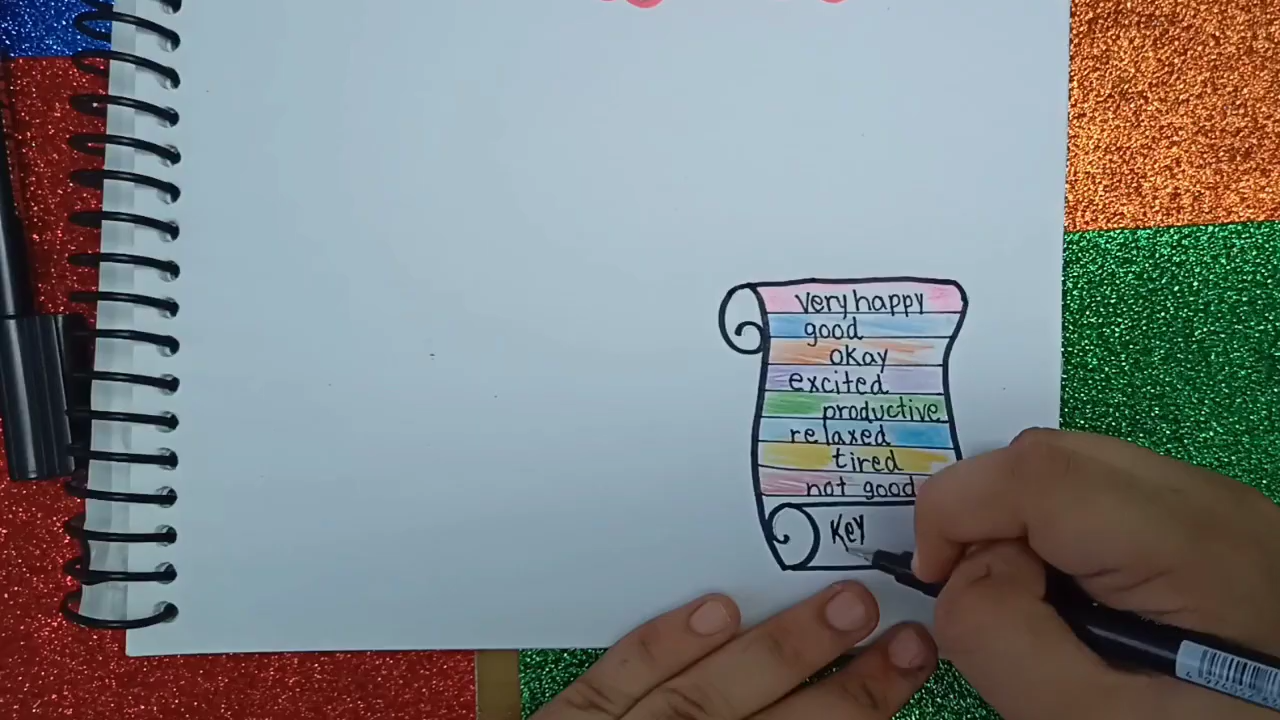 very happy
good
okay
excited
productive
relaxed
tired
not good
Key